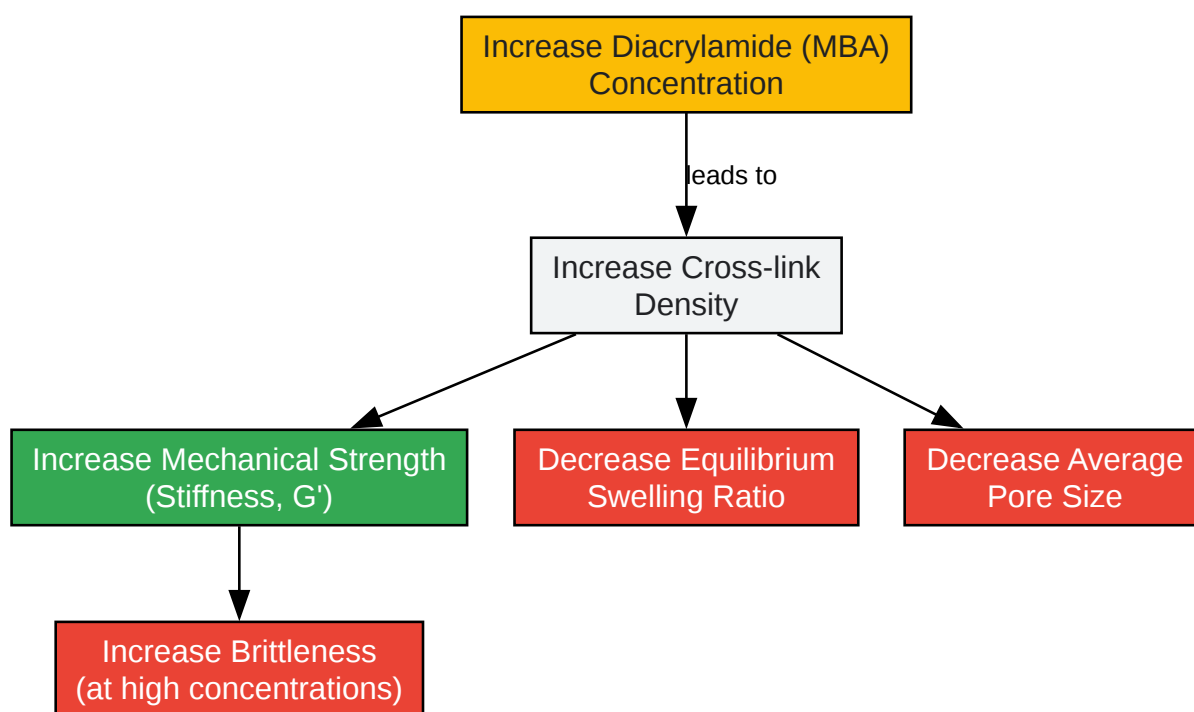 Increase Diacrylamide (MBA)
Concentration
leads to
Increase Cross-link
Density
Increase Mechanical Strength
(Stiffness, G')
Decrease Equilibrium
Swelling Ratio
Decrease Average
Pore Size
Increase Brittleness
(at high concentrations)